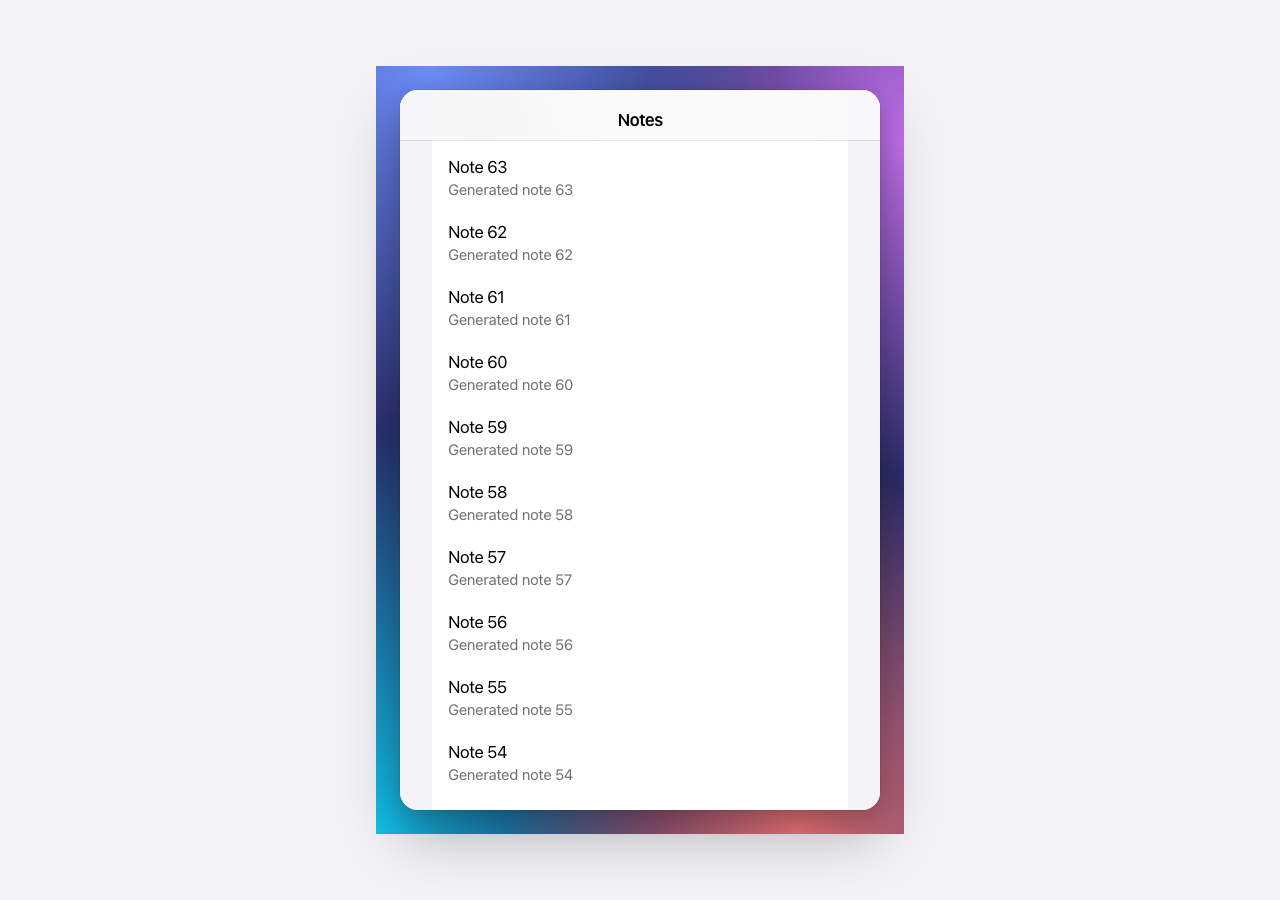 Notes
Note 63
Generated note 63
Note 62
Generated note 62
Note 61
Generated note 61
Note 60
Generated note 60
Note 59
Generated note 59
Note 58
Generated note 58
Note 57
Generated note 57
Note 56
Generated note 56
Note 55
Generated note 55
Note 54
Generated note 54